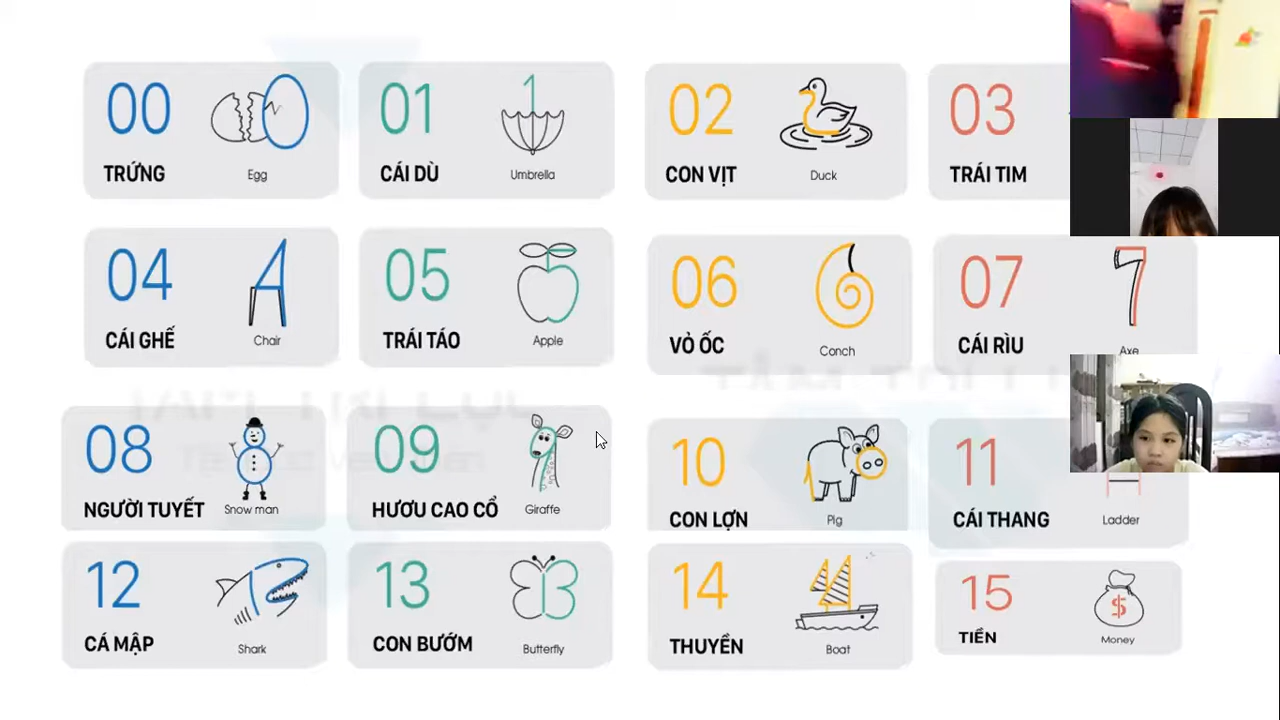 00
TRỨNG
Egg
01
1
CÁI DÙ
Umbrella
02
CON VỊT
Duck
03
TRÁI TIM
04
CÁI GHẾ
Chair
05
TRÁI TÁO
Apple
06
VỎ ỐC
Conch
07
CÁI RÌU
Axe
08
NGƯỜI TUYẾT
Snow man
09
HƯƠU CAO CỔ
Giraffe
10
CON LỢN
Pig
11
CÁI THANG
Ladder
12
CÁ MẬP
Shark
13
CON BƯỚM
Butterfly
14
THUYỀN
Boat
15
TIỀN
$
Money